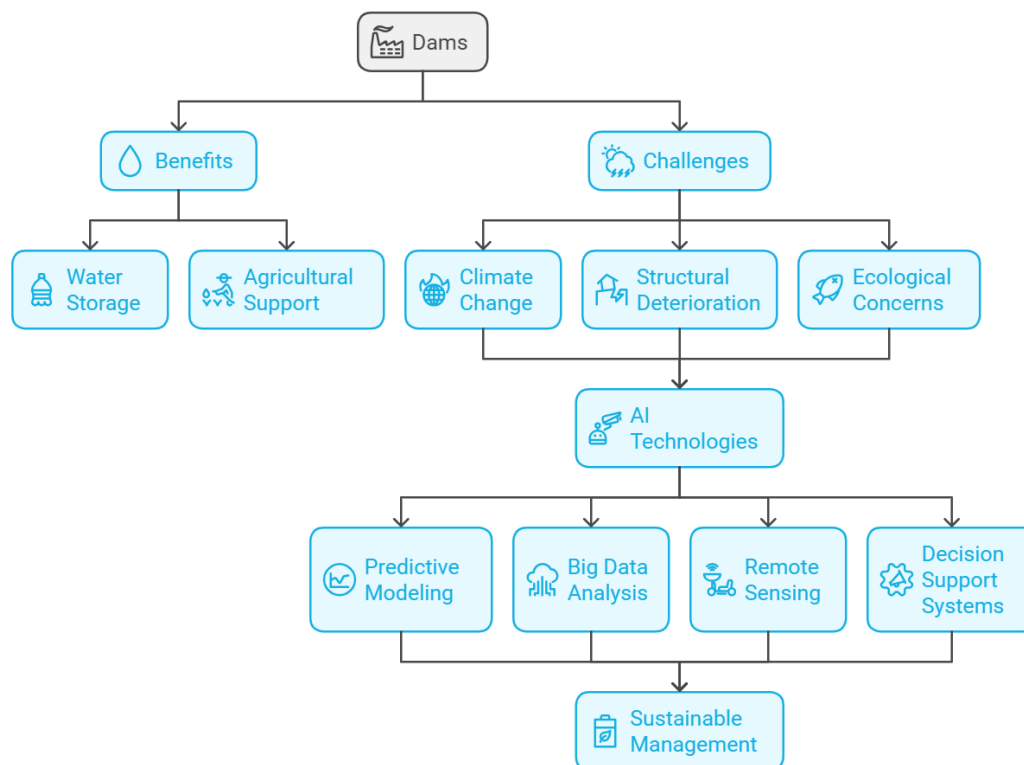 Dams
Benefits
Challenges
Water
Storage
Agricultural
Support
Climate
Change
Structural
Deterioration
Ecological
Concerns
AI
Technologies
Predictive
Modeling
Big Data
Analysis
Remote
Sensing
Decision
Support
Systems
Sustainable
Management